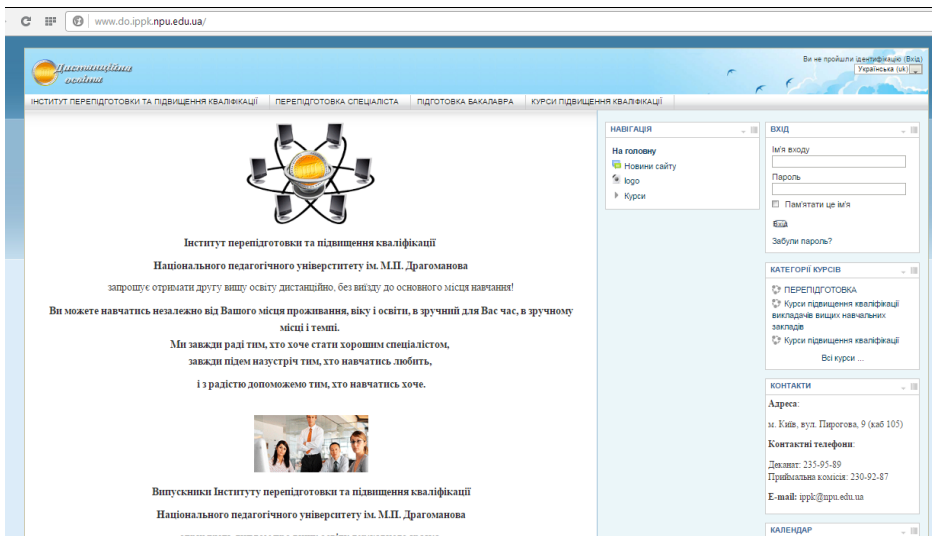 www.do.ippk.npu.edu.ua/
Дистанційна
освіта
Ви не пройшли ідентифікацію (Вхід)
Українська (uk)
ІНСТИТУТ ПЕРЕПІДГОТОВКИ ТА ПІДВИЩЕННЯ КВАЛІФІКАЦІЇ
ПЕРЕПІДГОТОВКА СПЕЦІАЛІСТА
ПІДГОТОВКА БАКАЛАВРА
КУРСИ ПІДВИЩЕННЯ КВАЛІФІКАЦІЇ
Інститут перепідготовки та підвищення кваліфікації
Національного педагогічного університету ім. М.П. Драгоманова
запрошує отримати другу вищу освіту дистанційно, без виїзду до основного місця навчання!
Ви можете навчатись незалежно від Вашого місця проживання, віку і освіти, в зручний для Вас час, в зручному
місці і темпі.
Ми завжди раді тим, хто хоче стати хорошим спеціалістом,
завжди підем назустріч тим, хто навчатись любить,
і з радістю допоможемо тим, хто навчатись хоче.
Випускники Інституту перепідготовки та підвищення кваліфікації
Національного педагогічного університету ім. М.П. Драгоманова
НАВІГАЦІЯ
На головну
Новини сайту
logo
Курси
ВХІД
Ім'я входу
Пароль
Пам'ятати це ім'я
Вхід
Забули пароль?
КАТЕГОРІЇ КУРСІВ
ПЕРЕПІДГОТОВКА
Курси підвищення кваліфікації
викладачів вищих навчальних
закладів
Курси підвищення кваліфікації
Всі курси ...
КОНТАКТИ
Адреса:
м. Київ, вул. Пирогова, 9 (каб 105)
Контактні телефони:
Деканат: 235-95-89
Приймальна комісія: 230-92-87
E-mail: ippk@npu.edu.ua
КАЛЕНДАР